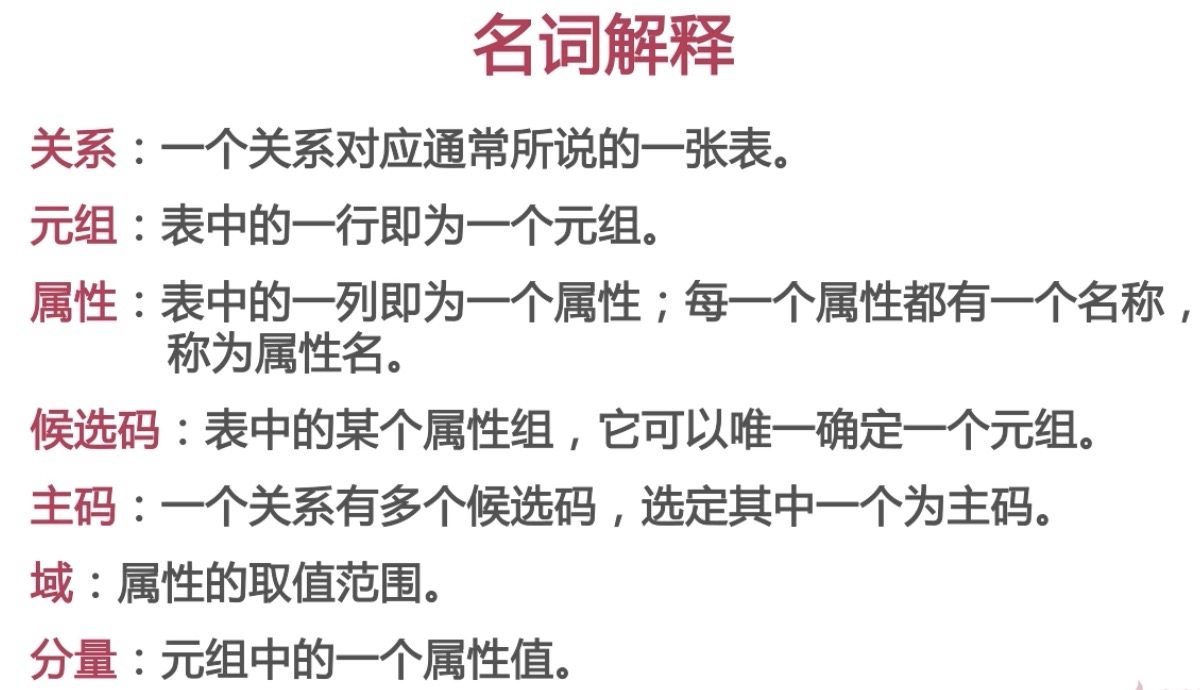 名词解释
关系：一个关系对应通常所说的一张表。
元组：表中的一行即为一个元组。
属性：表中的一列即为一个属性；每一个属性都有一个名称，
称为属性名。
候选码：表中的某个属性组，它可以唯一确定一个元组。
主码：一个关系有多个候选码，选定其中一个为主码。
域：属性的取值范围。
分量：元组中的一个属性值。